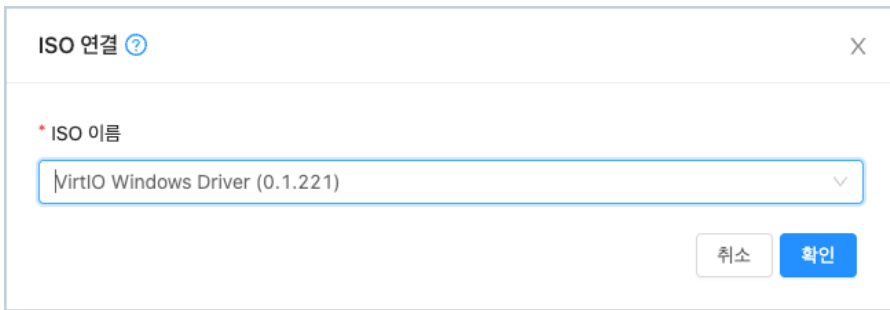 ISO 연결
* ISO 이름
VirtIO Windows Driver (0.1.221)
취소 확인